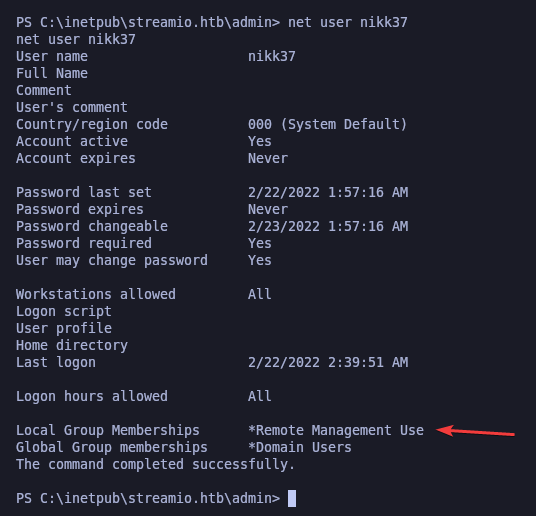 PS C:\inetpub\streamio.htb\admin> net user nikk37
net user nikk37
User name                    nikk37
Full Name
Comment
User's comment
Country/region code          000 (System Default)
Account active               Yes
Account expires              Never

Password last set            2/22/2022 1:57:16 AM
Password expires             Never
Password changeable          2/23/2022 1:57:16 AM
Password required            Yes
User may change password     Yes

Workstations allowed         All
Logon script
User profile
Home directory
Last logon                   2/22/2022 2:39:51 AM

Logon hours allowed          All

Local Group Memberships      *Remote Management Use
Global Group memberships     *Domain Users
The command completed successfully.

PS C:\inetpub\streamio.htb\admin>